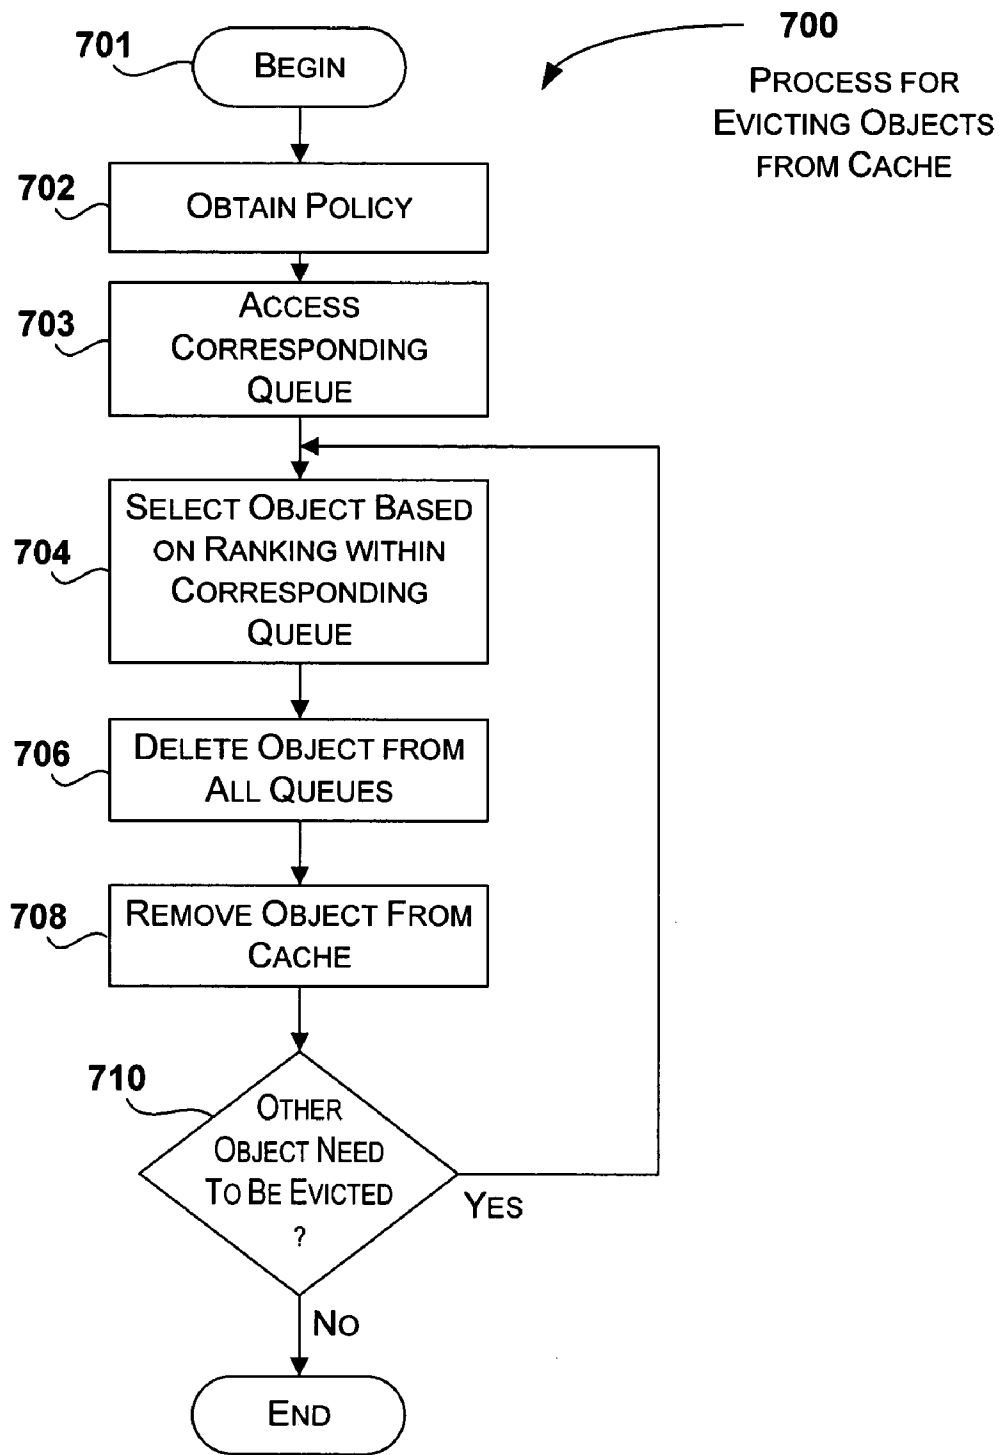 701
BEGIN
700
PROCESS FOR
EVICTING OBJECTS
FROM CACHE
702
OBTAIN POLICY
703
ACCESS
CORRESPONDING
QUEUE
704
SELECT OBJECT BASED
ON RANKING WITHIN
CORRESPONDING
QUEUE
706
DELETE OBJECT FROM
ALL QUEUES
708
REMOVE OBJECT FROM
CACHE
710
OTHER
OBJECT NEED
TO BE EVICTED
?
YES
NO
END